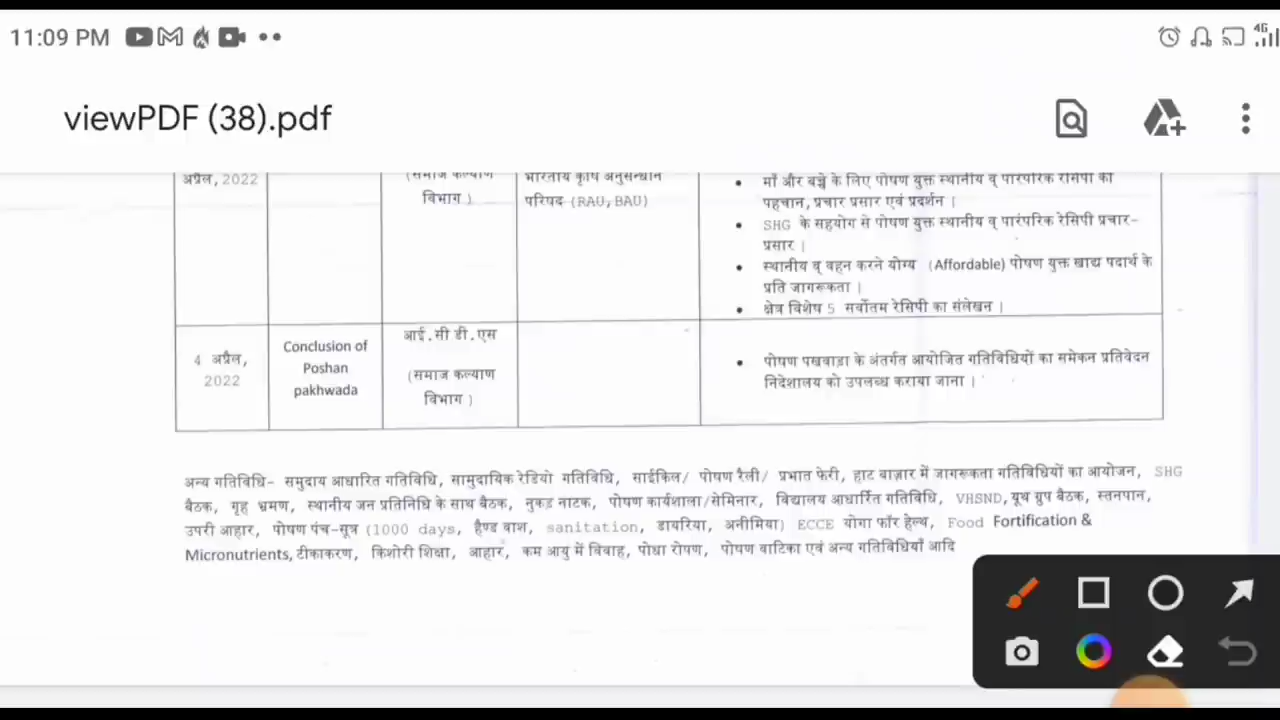 11:09 PM
4G
viewPDF (38).pdf
अप्रैल, 2022
(समाज कल्याण
विभाग )
भारतीय कृषि अनुसन्धान
परिषद (RAU, BAU)
• माँ और बच्चे के लिए पोषण युक्त स्थानीय व् पारंपरिक रेसिपी का
पहचान, प्रचार प्रसार एवं प्रदर्शन |
• SHG के सहयोग से पोषण युक्त स्थानीय व् पारंपरिक रेसिपी प्रचार-
प्रसार |
• स्थानीय व् वहन करने योग्य (Affordable) पोषण युक्त खाद्य पदार्थ के
प्रति जागरूकता |
• क्षेत्र विशेष 5 सर्वोतम रेसिपी का संलेखन |
4 अप्रैल,
2022
Conclusion of
Poshan
pakhwada
आई.सी डी.एस
(समाज कल्याण
विभाग )
• पोषण पखवाड़ा के अंतर्गत आयोजित गतिविधियों का समेकन प्रतिवेदन
निदेशालय को उपलब्ध कराया जाना |
अन्य गतिविधि- समुदाय आधारित गतिविधि, सामुदायिक रेडियो गतिविधि, साईकिल/ पोषण रैली/ प्रभात फेरी, हाट बाज़ार में जागरूकता गतिविधियों का आयोजन, SHG
बैठक, गृह भ्रमण, स्थानीय जन प्रतिनिधि के साथ बैठक, नुकड़ नाटक, पोषण कार्यशाला/सेमिनार, विद्यालय आधारित गतिविधि, VHSND, यूथ ग्रुप बैठक, स्तनपान,
उपरी आहार, पोषण पंच-सूत्र (1000 days, हैण्ड वाश, sanitation, डायरिया, अनीमिया) ECCE योगा फॉर हेल्थ, Food Fortification &
Micronutrients, टीकाकरण, किशोरी शिक्षा, आहार, कम आयु में विवाह, पोधा रोपण, पोषण वाटिका एवं अन्य गतिविधियाँ आदि